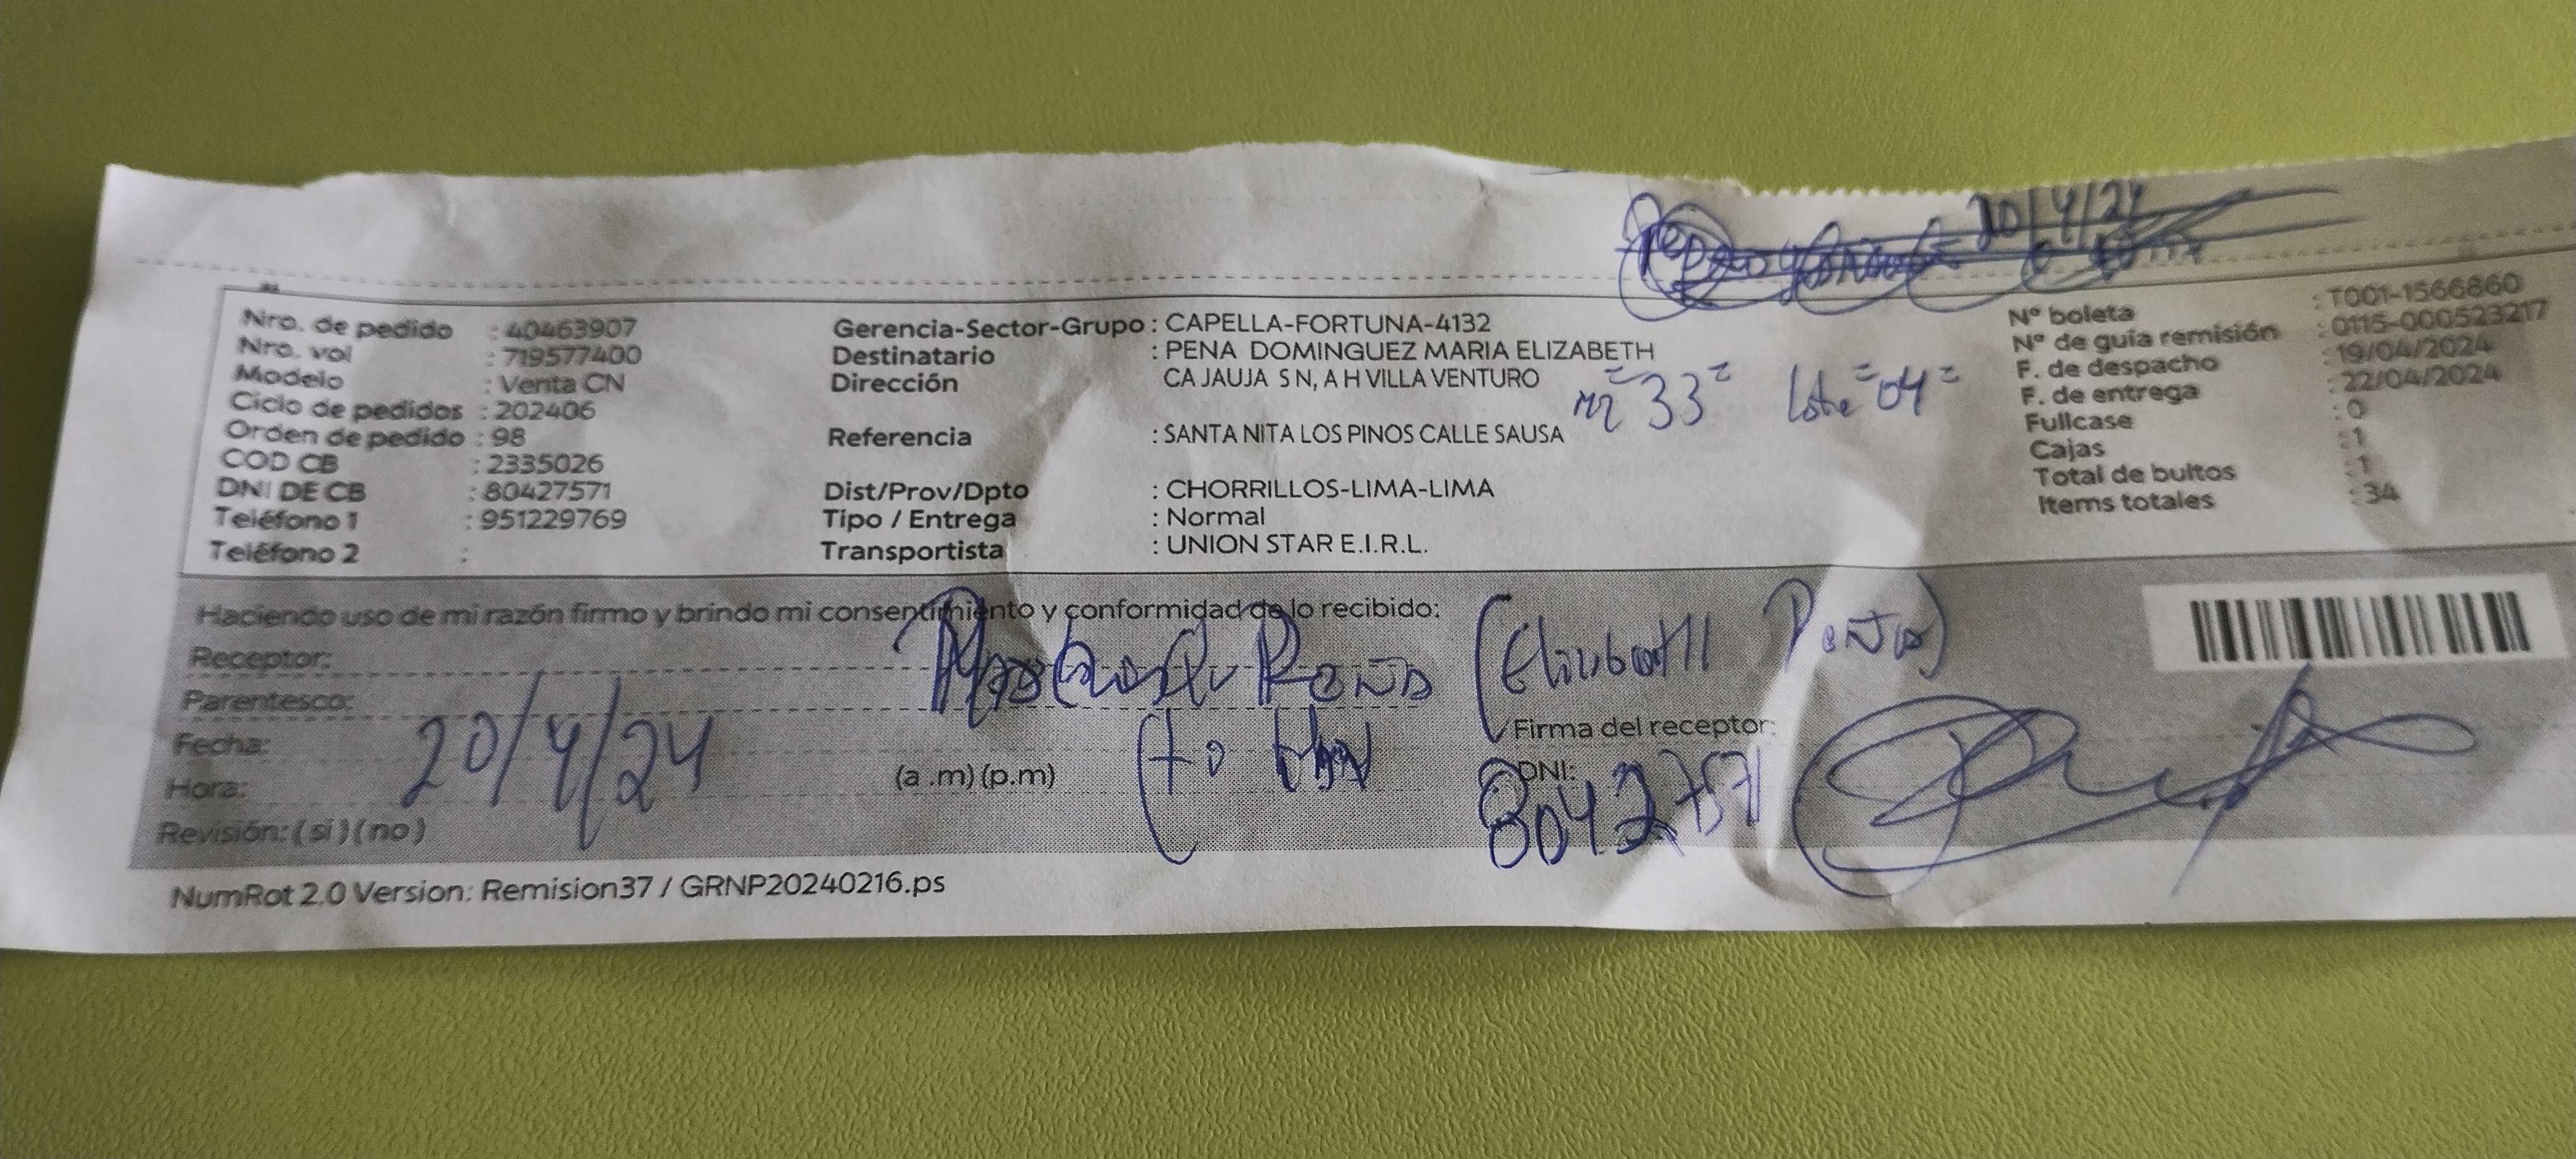 20/4/24
Nro. de pedido : 40463907
Nro. vol : 719577400
Modelo : Venta CN
Ciclo de pedidos : 202406
Orden de pedido : 98
COD CB : 2335026
DNI DE CB : 80427571
Teléfono 1 : 951229769
Teléfono 2 :
Gerencia-Sector-Grupo : CAPELLA-FORTUNA-4132
Destinatario : PENA DOMINGUEZ MARIA ELIZABETH
Dirección CA JAUJA S N, A H VILLA VENTURO
Mz 33 Lote 04
Referencia : SANTA NITA LOS PINOS CALLE SAUSA
Dist/Prov/Dpto : CHORRILLOS-LIMA-LIMA
Tipo / Entrega : Normal
Transportista : UNION STAR E.I.R.L.
Nº boleta : T001-1566860
Nº de guía remisión : 0115-000523217
F. de despacho : 19/04/2024
F. de entrega : 22/04/2024
Fullcase : 0
Cajas : 1
Total de bultos : 1
Items totales : 34
Haciendo uso de mi razón firmo y brindo mi consentimiento y conformidad de lo recibido:
Receptor: Peña
Parentesco:
Fecha: 20/4/24
Hora: (a .m) (p.m)
Revisión: ( si ) ( no )
Firma del receptor:
DNI: 80427571
NumRot 2.0 Version: Remision37 / GRNP20240216.ps